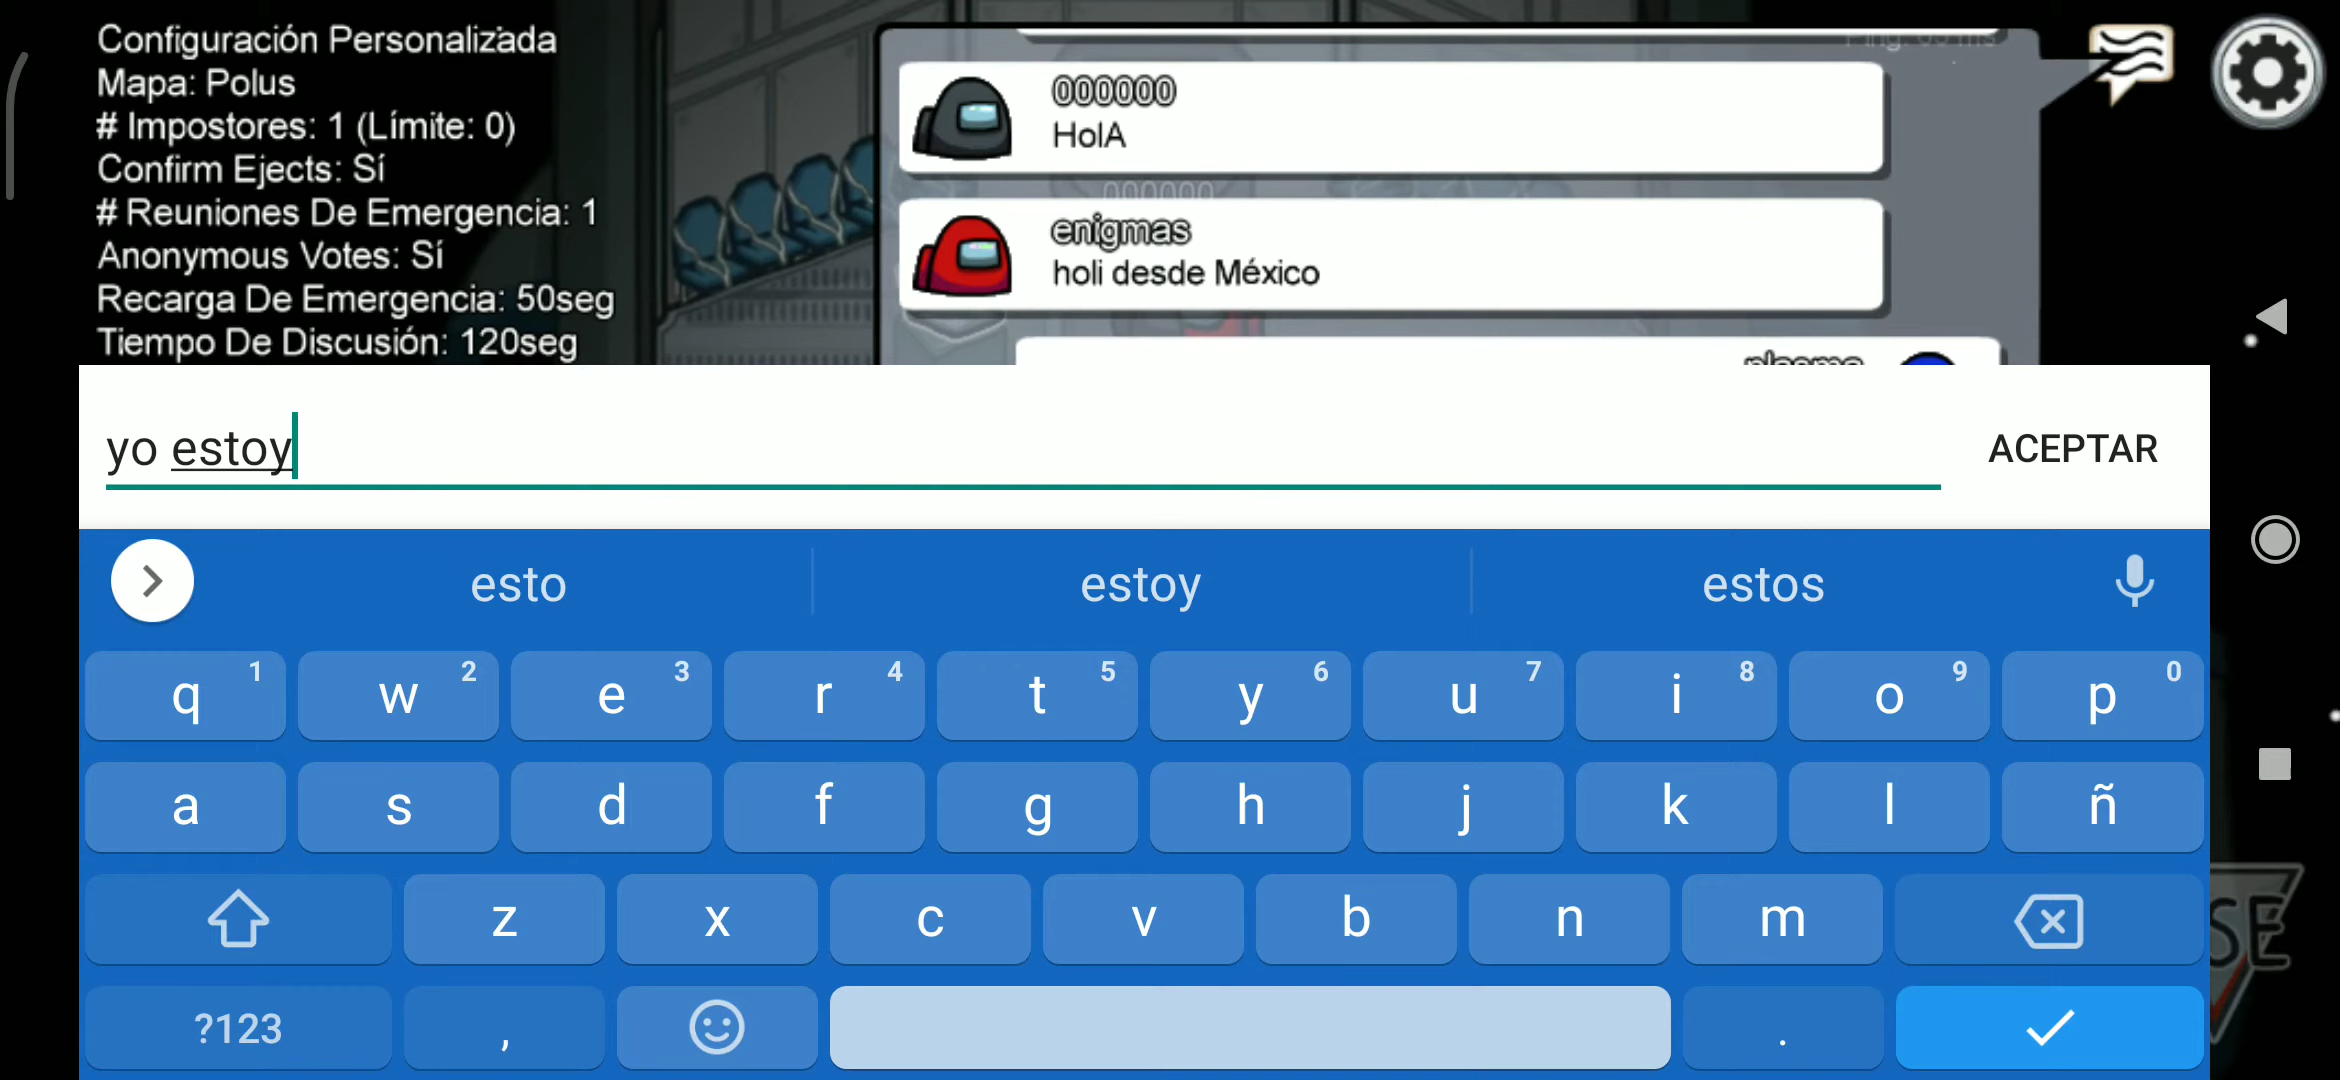 Configuración Personalizada
Mapa: Polus
# Impostores: 1 (Límite: 0)
Confirm Ejects: Sí
# Reuniones De Emergencia: 1
Anonymous Votes: Sí
Recarga De Emergencia: 50seg
Tiempo De Discusión: 120seg
000000
HolA
000000
enigmas
holi desde México
plasma
yo estoy
ACEPTAR
esto estoy estos
q 1 w 2 e 3 r 4 t 5 y 6 u 7 i 8 o 9 p 0
a s d f g h j k l ñ
z x c v b n m
?123 , .